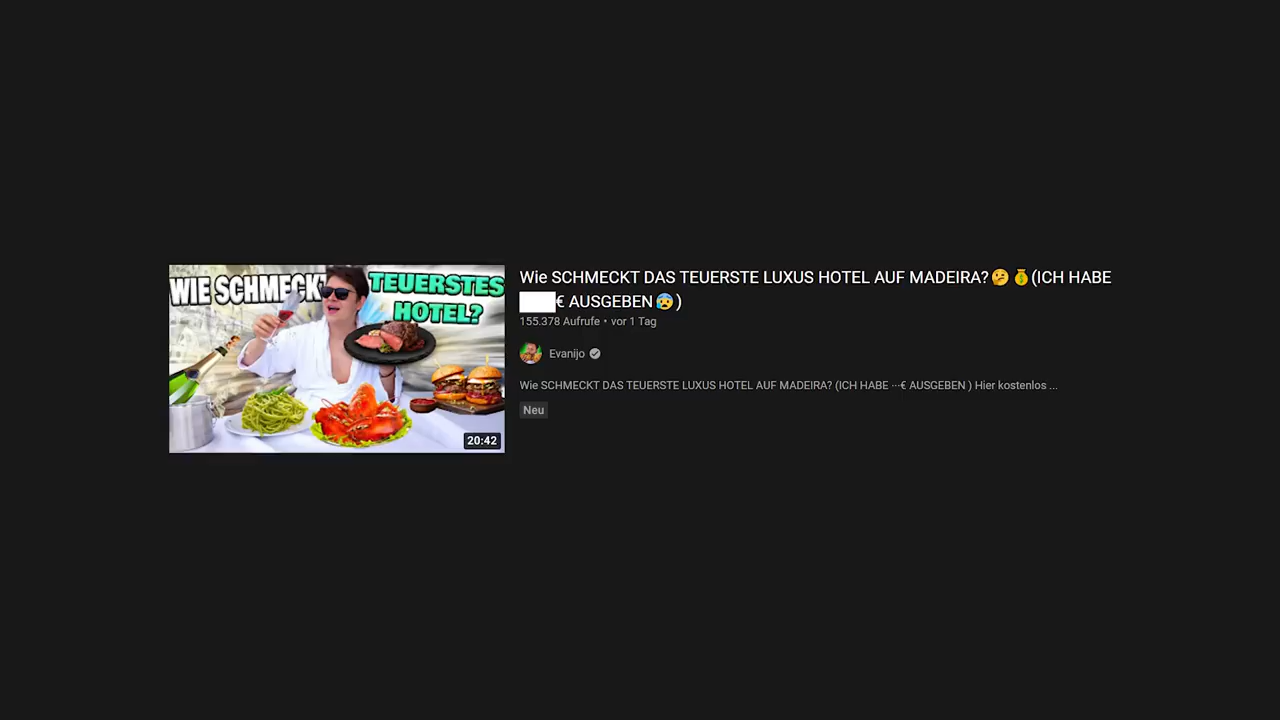 WIE SCHMECKT
TEUERSTES
HOTEL?
20:42
Wie SCHMECKT DAS TEUERSTE LUXUS HOTEL AUF MADEIRA?🤔💰(ICH HABE
€ AUSGEBEN😰)
155.378 Aufrufe • vor 1 Tag
Evanijo
Wie SCHMECKT DAS TEUERSTE LUXUS HOTEL AUF MADEIRA? (ICH HABE ···€ AUSGEBEN ) Hier kostenlos ...
Neu